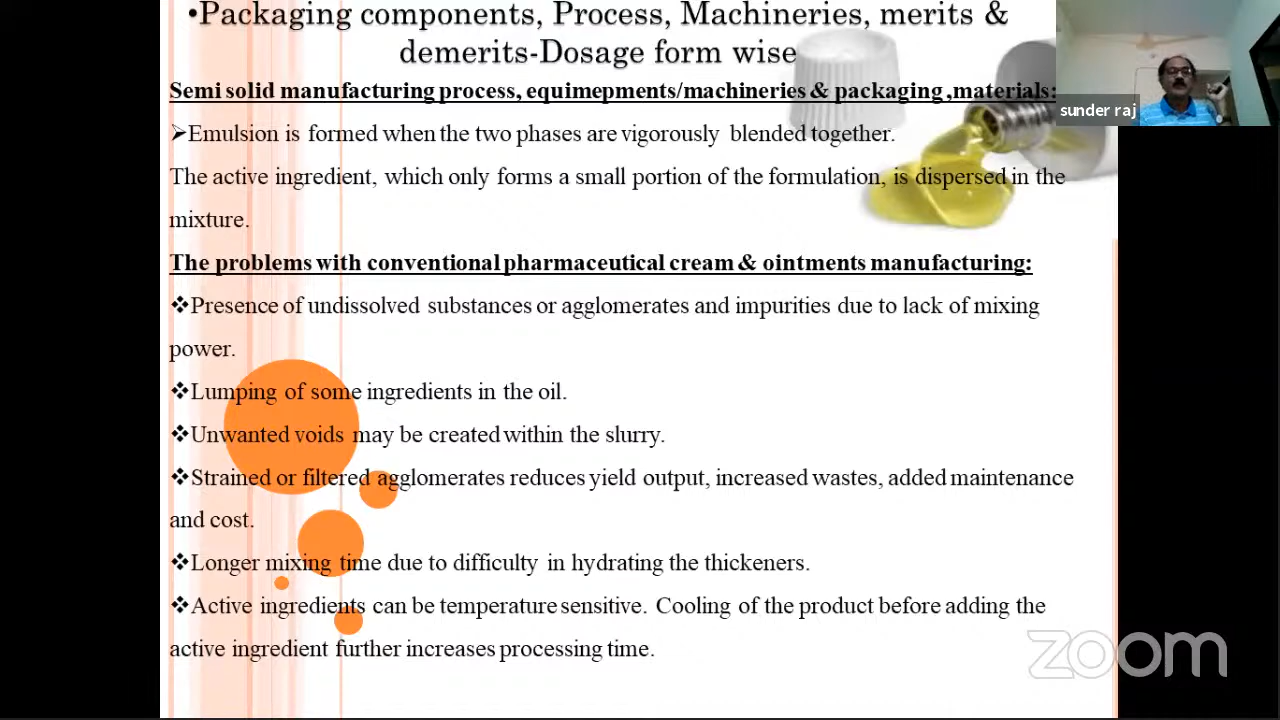 •Packaging components, Process, Machineries, merits &
demerits-Dosage form wise
Semi solid manufacturing process, equimepments/machineries & packaging ,materials:
sunder raj
➢Emulsion is formed when the two phases are vigorously blended together.
The active ingredient, which only forms a small portion of the formulation, is dispersed in the
mixture.
The problems with conventional pharmaceutical cream & ointments manufacturing:
❖Presence of undissolved substances or agglomerates and impurities due to lack of mixing
power.
❖Lumping of some ingredients in the oil.
❖Unwanted voids may be created within the slurry.
❖Strained or filtered agglomerates reduces yield output, increased wastes, added maintenance
and cost.
❖Longer mixing time due to difficulty in hydrating the thickeners.
❖Active ingredients can be temperature sensitive. Cooling of the product before adding the
active ingredient further increases processing time.
zoom